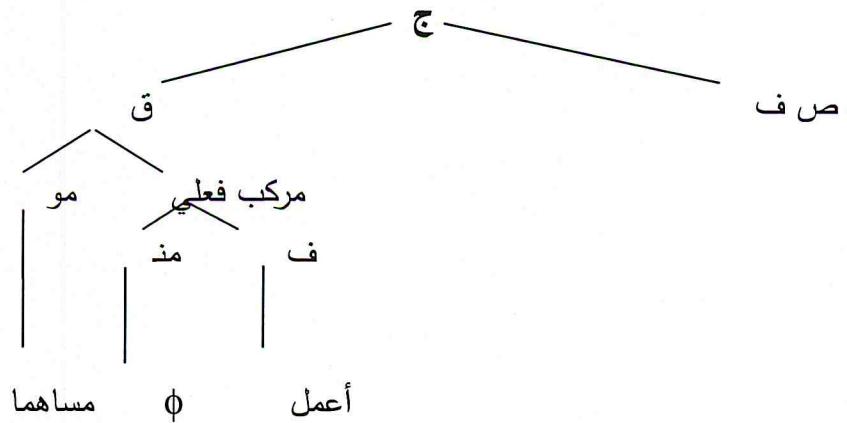 ج
ص ف
ق
مركب فعلي
مو
ف
منـ
أعمل
ϕ
مساهما